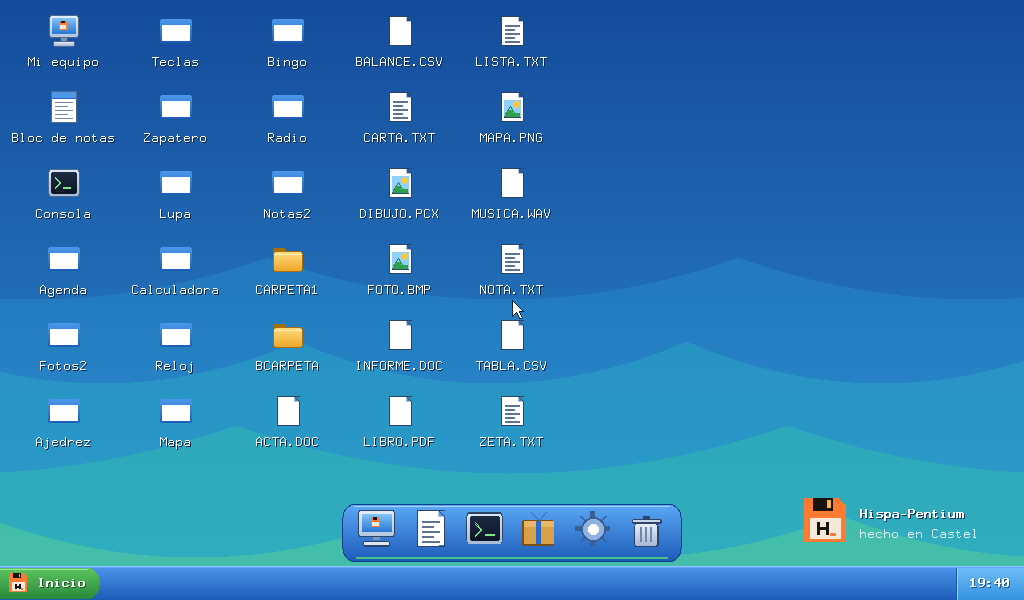 Mi equipo
Teclas
Bingo
BALANCE.CSV
LISTA.TXT
Bloc de notas
Zapatero
Radio
CARTA.TXT
MAPA.PNG
Consola
Lupa
Notas2
DIBUJO.PCX
MUSICA.WAV
Agenda
Calculadora
CARPETA1
FOTO.BMP
NOTA.TXT
Fotos2
Reloj
BCARPETA
INFORME.DOC
TABLA.CSV
Ajedrez
Mapa
ACTA.DOC
LIBRO.PDF
ZETA.TXT
H_
Hispa-Pentium
hecho en Castel
Inicio
19:40